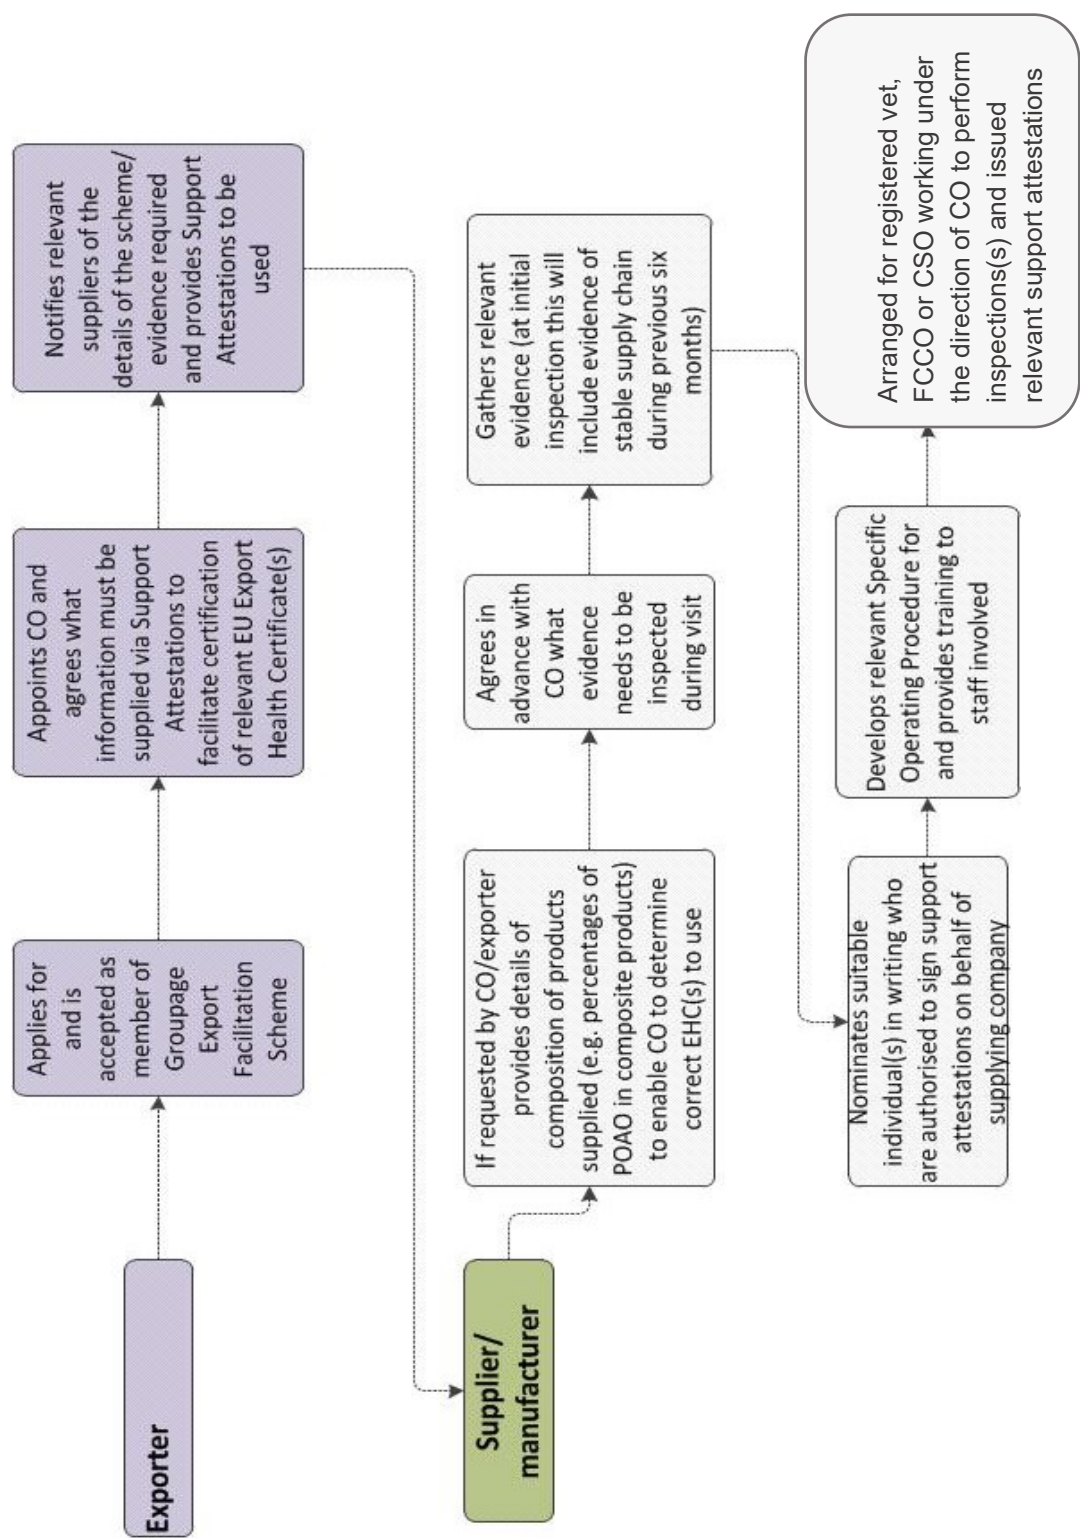 Exporter
Applies for
and is
accepted as
member of
Groupage
Export
Facilitation
Scheme
Appoints CO and
agrees what
information must be
supplied via Support
Attestations to
facilitate certification
of relevant EU Export
Health Certificate(s)
Notifies relevant
suppliers of the
details of the scheme/
evidence required
and provides Support
Attestations to be
used
Supplier/
manufacturer
If requested by CO/exporter
provides details of
composition of products
supplied (e.g. percentages of
POAO in composite products)
to enable CO to determine
correct EHC(s) to use
Agrees in
advance with
CO what
evidence
needs to be
inspected
during visit
Gathers relevant
evidence (at initial
inspection this will
include evidence of
stable supply chain
during previous six
months)
Nominates suitable
individual(s) in writing who
are authorised to sign support
attestations on behalf of
supplying company
Develops relevant Specific
Operating Procedure for
and provides training to
staff involved
Arranged for registered vet,
FCCO or CSO working under
the direction of CO to perform
inspections(s) and issued
relevant support attestations